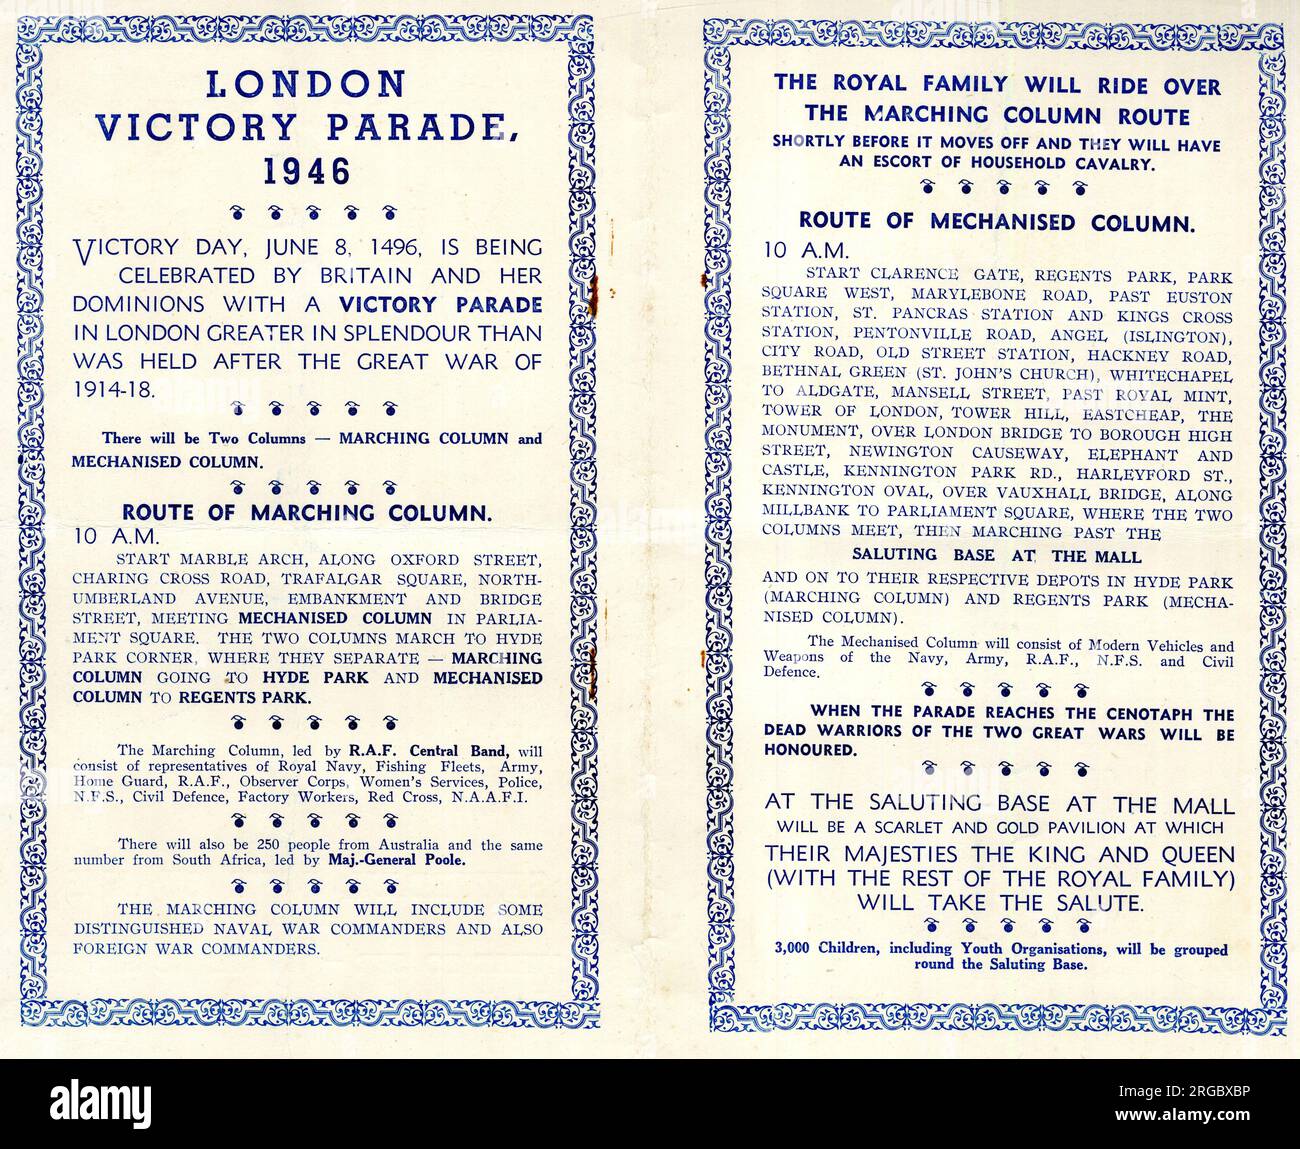 LONDON
VICTORY PARADE,
1946
VICTORY DAY, JUNE 8, 1496, IS BEING
CELEBRATED BY BRITAIN AND HER
DOMINIONS WITH A VICTORY PARADE
IN LONDON GREATER IN SPLENDOUR THAN
WAS HELD AFTER THE GREAT WAR OF
1914-18.
There will be Two Columns — MARCHING COLUMN and
MECHANISED COLUMN.
ROUTE OF MARCHING COLUMN.
10 A.M.
START MARBLE ARCH, ALONG OXFORD STREET,
CHARING CROSS ROAD, TRAFALGAR SQUARE, NORTH-
UMBERLAND AVENUE, EMBANKMENT AND BRIDGE
STREET, MEETING MECHANISED COLUMN IN PARLIA-
MENT SQUARE. THE TWO COLUMNS MARCH TO HYDE
PARK CORNER, WHERE THEY SEPARATE — MARCHING
COLUMN GOING TO HYDE PARK AND MECHANISED
COLUMN TO REGENTS PARK.
The Marching Column, led by R.A.F. Central Band, will
consist of representatives of Royal Navy, Fishing Fleets, Army,
Home Guard, R.A.F., Observer Corps, Women's Services, Police,
N.F.S., Civil Defence, Factory Workers, Red Cross, N.A.A.F.I.
There will also be 250 people from Australia and the same
number from South Africa, led by Maj.-General Poole.
THE MARCHING COLUMN WILL INCLUDE SOME
DISTINGUISHED NAVAL WAR COMMANDERS AND ALSO
FOREIGN WAR COMMANDERS.
THE ROYAL FAMILY WILL RIDE OVER
THE MARCHING COLUMN ROUTE
SHORTLY BEFORE IT MOVES OFF AND THEY WILL HAVE
AN ESCORT OF HOUSEHOLD CAVALRY.
ROUTE OF MECHANISED COLUMN.
10 A.M.
START CLARENCE GATE, REGENTS PARK, PARK
SQUARE WEST, MARYLEBONE ROAD, PAST EUSTON
STATION, ST. PANCRAS STATION AND KINGS CROSS
STATION, PENTONVILLE ROAD, ANGEL (ISLINGTON),
CITY ROAD, OLD STREET STATION, HACKNEY ROAD,
BETHNAL GREEN (ST. JOHN'S CHURCH), WHITECHAPEL
TO ALDGATE, MANSELL STREET, PAST ROYAL MINT,
TOWER OF LONDON, TOWER HILL, EASTCHEAP, THE
MONUMENT, OVER LONDON BRIDGE TO BOROUGH HIGH
STREET, NEWINGTON CAUSEWAY, ELEPHANT AND
CASTLE, KENNINGTON PARK RD., HARLEYFORD ST.,
KENNINGTON OVAL, OVER VAUXHALL BRIDGE, ALONG
MILLBANK TO PARLIAMENT SQUARE, WHERE THE TWO
COLUMNS MEET, THEN MARCHING PAST THE
SALUTING BASE AT THE MALL
AND ON TO THEIR RESPECTIVE DEPOTS IN HYDE PARK
(MARCHING COLUMN) AND REGENTS PARK (MECHA-
NISED COLUMN).
The Mechanised Column will consist of Modern Vehicles and
Weapons of the Navy, Army, R.A.F., N.F.S. and Civil
Defence.
WHEN THE PARADE REACHES THE CENOTAPH THE
DEAD WARRIORS OF THE TWO GREAT WARS WILL BE
HONOURED.
AT THE SALUTING BASE AT THE MALL
WILL BE A SCARLET AND GOLD PAVILION AT WHICH
THEIR MAJESTIES THE KING AND QUEEN
(WITH THE REST OF THE ROYAL FAMILY)
WILL TAKE THE SALUTE.
3,000 Children, including Youth Organisations, will be grouped
round the Saluting Base.
alamy
Image ID: 2RGBXBP
www.alamy.com